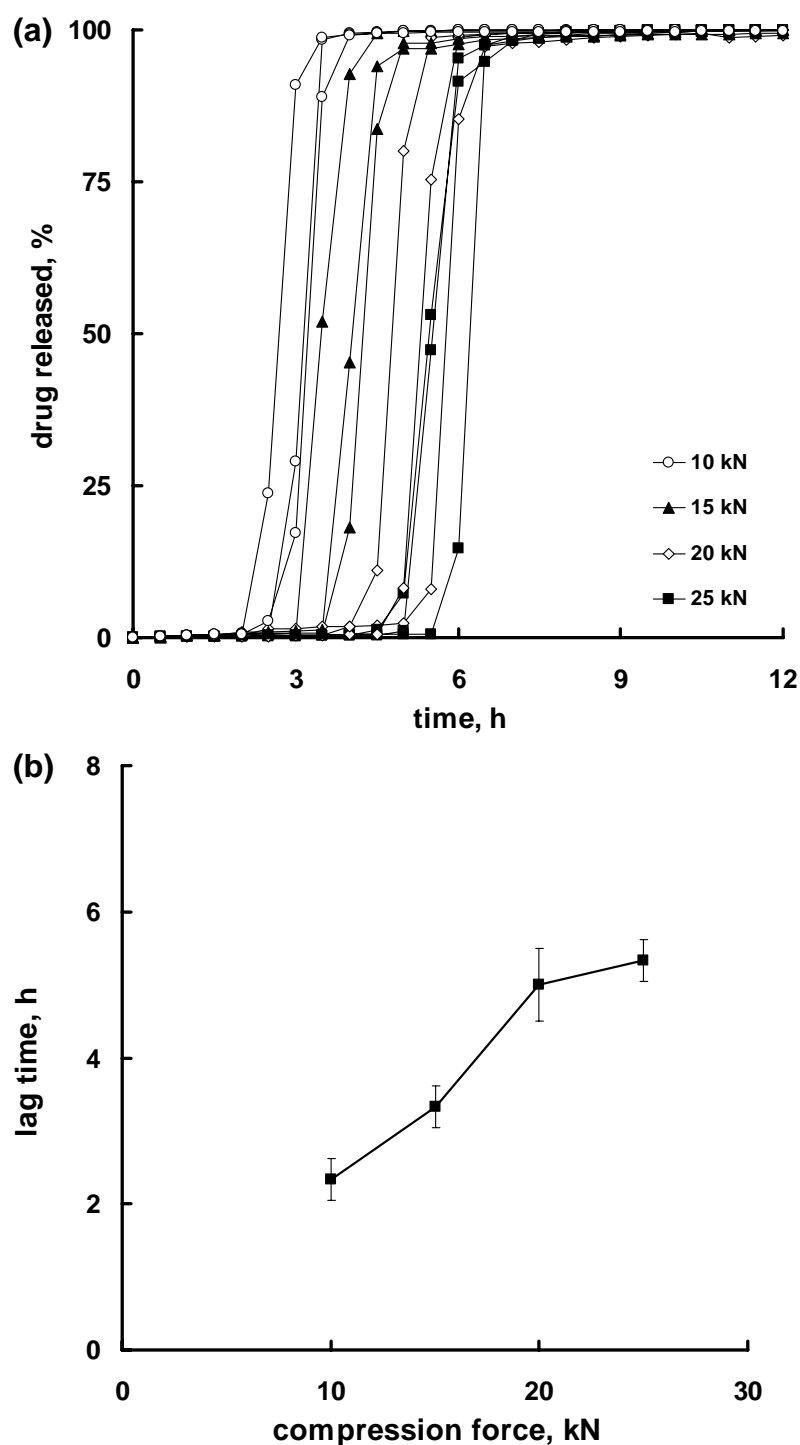 (a)
100
75
50
25
0
drug released, %
10 kN
15 kN
20 kN
25 kN
0 3 6 9 12
time, h
(b)
8
6
4
2
0
lag time, h
0 10 20 30
compression force, kN